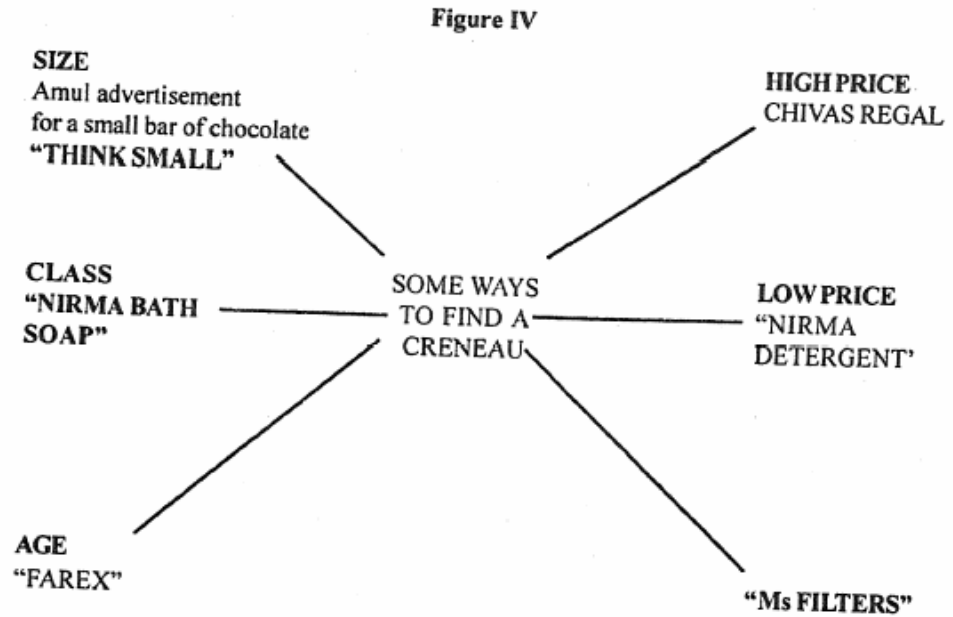 Figure IV
SIZE
Amul advertisement
for a small bar of chocolate
“THINK SMALL”
HIGH PRICE
CHIVAS REGAL
CLASS
“NIRMA BATH
SOAP”
SOME WAYS
TO FIND A
CRENEAU
LOW PRICE
“NIRMA
DETERGENT’
AGE
“FAREX”
“Ms FILTERS”